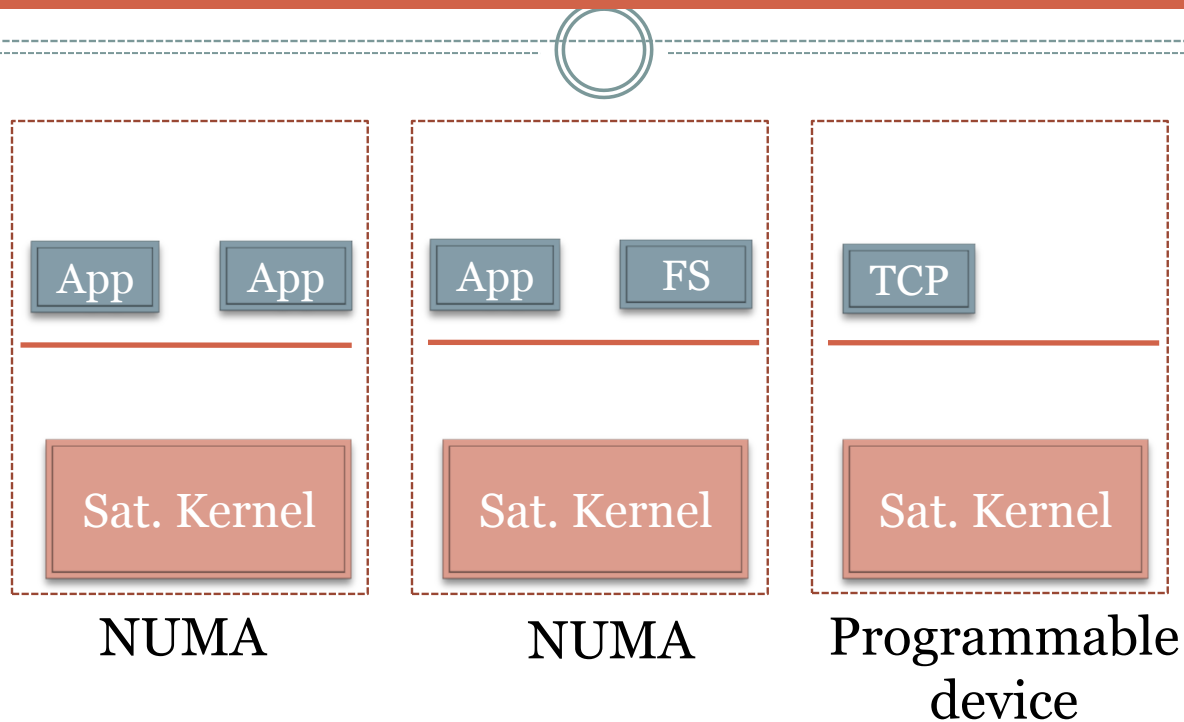 App App App FS TCP
Sat. Kernel Sat. Kernel Sat. Kernel
NUMA NUMA Programmable
device